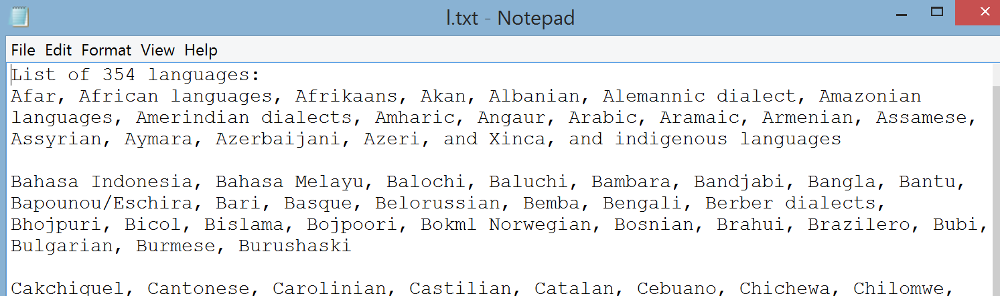 l.txt - Notepad
File Edit Format View Help
List of 354 languages:
Afar, African languages, Afrikaans, Akan, Albanian, Alemannic dialect, Amazonian
languages, Amerindian dialects, Amharic, Angaur, Arabic, Aramaic, Armenian, Assamese,
Assyrian, Aymara, Azerbaijani, Azeri, and Xinca, and indigenous languages
Bahasa Indonesia, Bahasa Melayu, Balochi, Baluchi, Bambara, Bandjabi, Bangla, Bantu,
Bapounou/Eschira, Bari, Basque, Belorussian, Bemba, Bengali, Berber dialects,
Bhojpuri, Bicol, Bislama, Bojpoori, Bokml Norwegian, Bosnian, Brahui, Brazilero, Bubi,
Bulgarian, Burmese, Burushaski
Cakchiquel, Cantonese, Carolinian, Castilian, Catalan, Cebuano, Chichewa, Chilomwe,